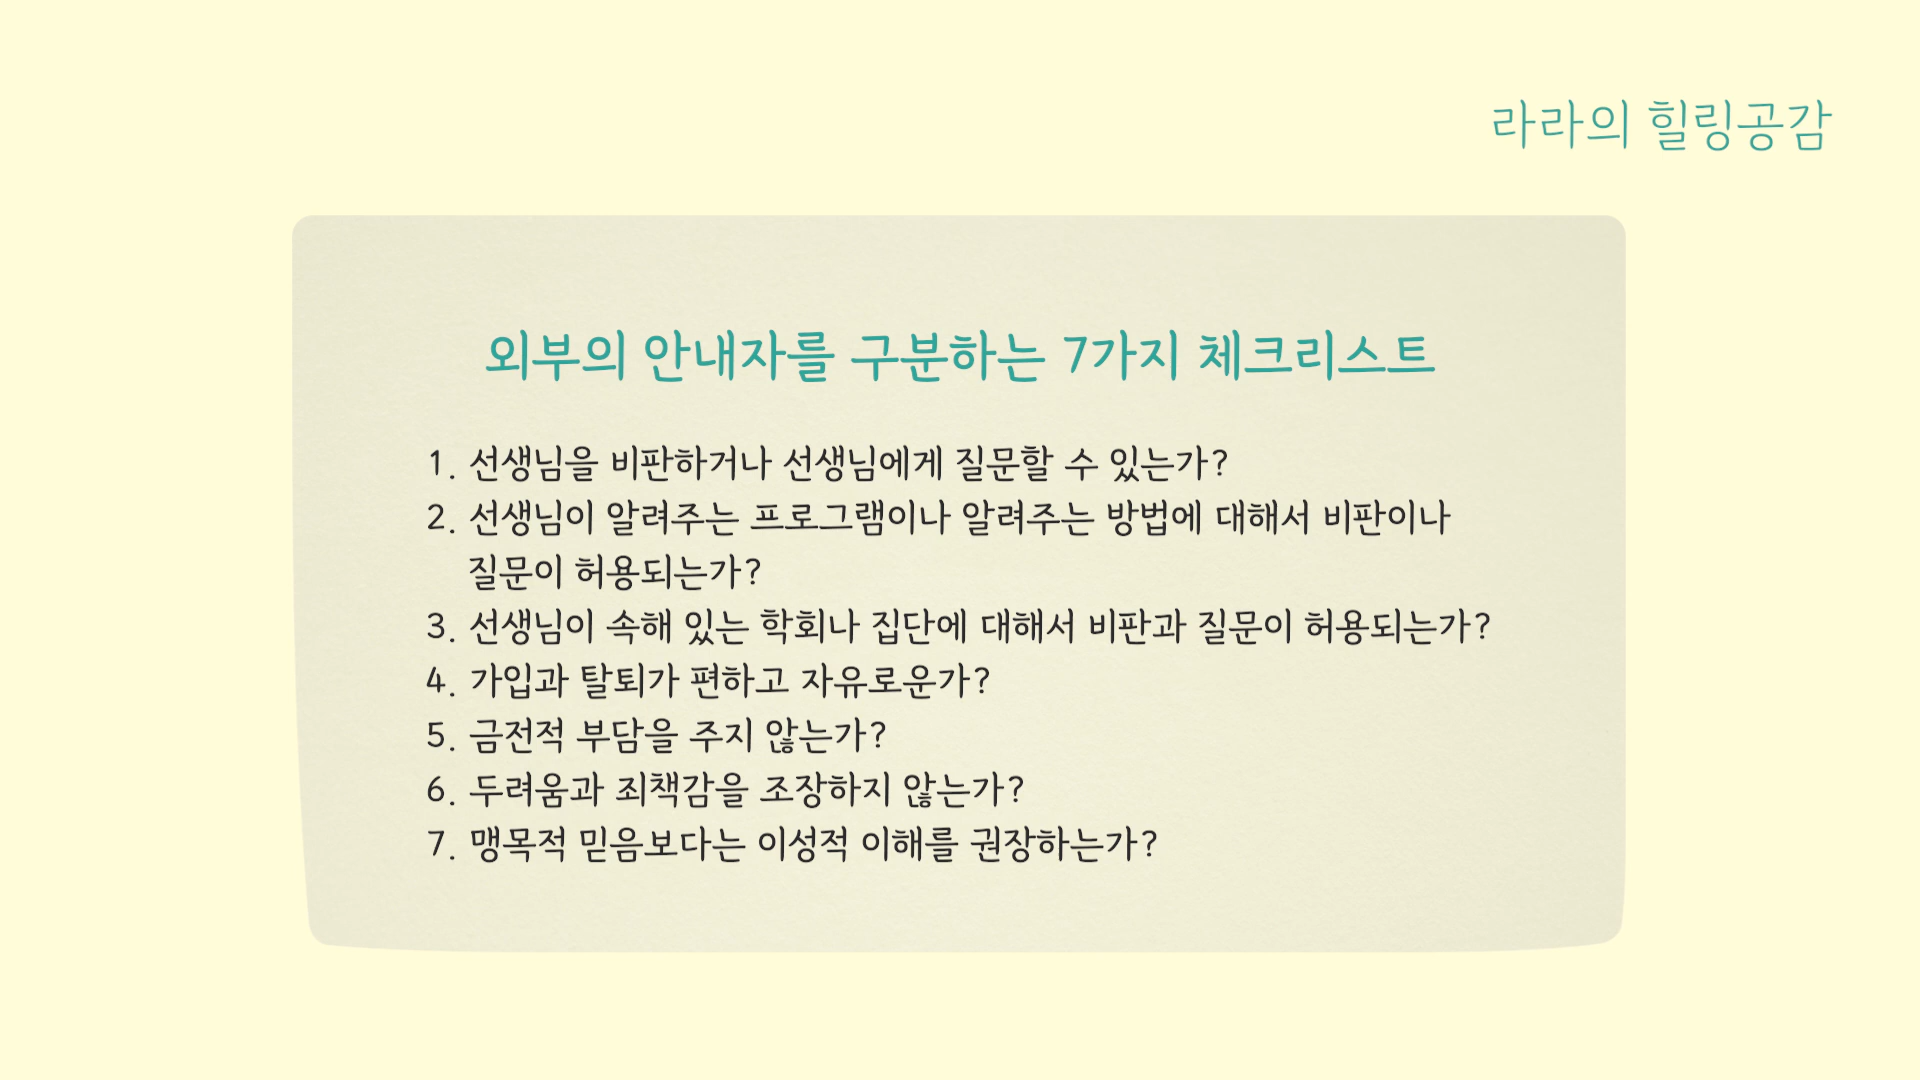 라라의 힐링공감
외부의 안내자를 구분하는 7가지 체크리스트
1. 선생님을 비판하거나 선생님에게 질문할 수 있는가?
2. 선생님이 알려주는 프로그램이나 알려주는 방법에 대해서 비판이나
질문이 허용되는가?
3. 선생님이 속해 있는 학회나 집단에 대해서 비판과 질문이 허용되는가?
4. 가입과 탈퇴가 편하고 자유로운가?
5. 금전적 부담을 주지 않는가?
6. 두려움과 죄책감을 조장하지 않는가?
7. 맹목적 믿음보다는 이성적 이해를 권장하는가?